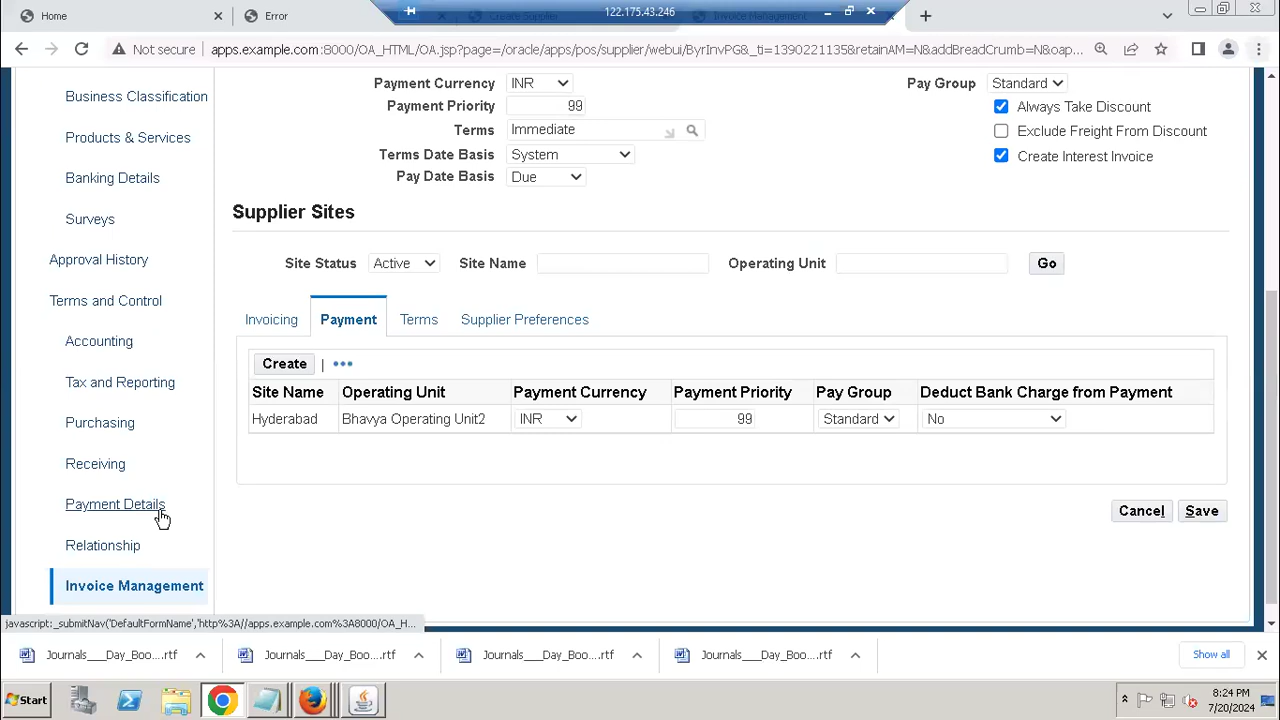 Home
Error
122.175.43.246
Create Supplier
Invoice Management
Not secure
apps.example.com:8000/OA_HTML/OA.jsp?page=/oracle/apps/pos/supplier/webui/ByrInvPG&_ti=1390221135&retainAM=N&addBreadCrumb=N&oap...
Business Classification
Products & Services
Banking Details
Surveys
Approval History
Terms and Control
Accounting
Tax and Reporting
Purchasing
Receiving
Payment Details
Relationship
Invoice Management
Payment Currency INR
Pay Group Standard
Payment Priority 99
Always Take Discount
Terms Immediate
Exclude Freight From Discount
Terms Date Basis System
Create Interest Invoice
Pay Date Basis Due
Supplier Sites
Site Status Active Site Name Operating Unit Go
Invoicing Payment Terms Supplier Preferences
Create | •••
Site Name Operating Unit Payment Currency Payment Priority Pay Group Deduct Bank Charge from Payment
Hyderabad Bhavya Operating Unit2 INR 99 Standard No
Cancel Save
javascript:_submitNav('DefaultFormName','http%3A//apps.example.com%3A8000/OA_H...
Journals___Day_Boo....rtf Journals___Day_Boo....rtf Journals___Day_Boo....rtf Journals___Day_Boo....rtf Show all
Start
8:24 PM
7/20/2024